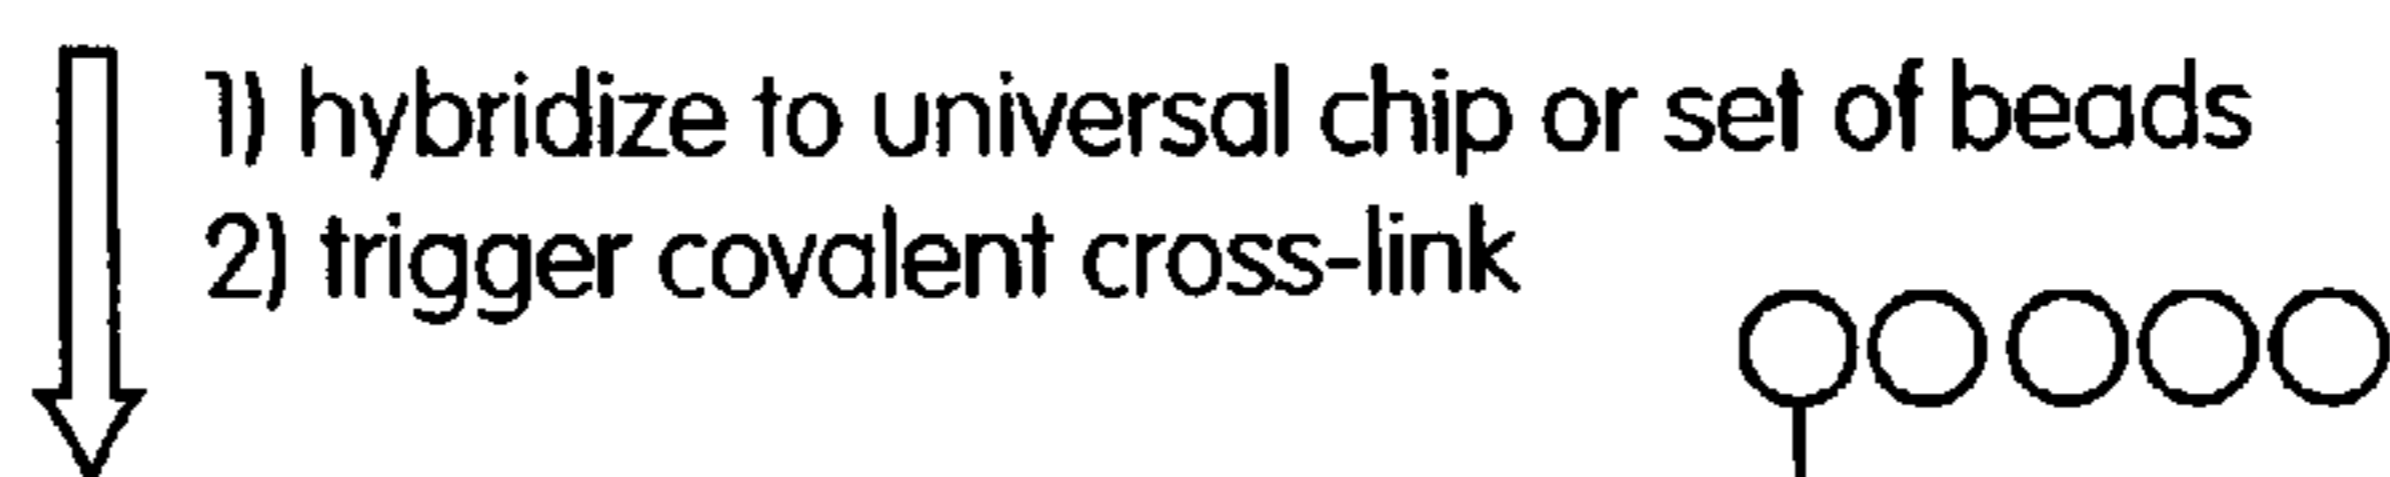 1) hybridize to universal chip or set of beads
2) trigger covalent cross-link